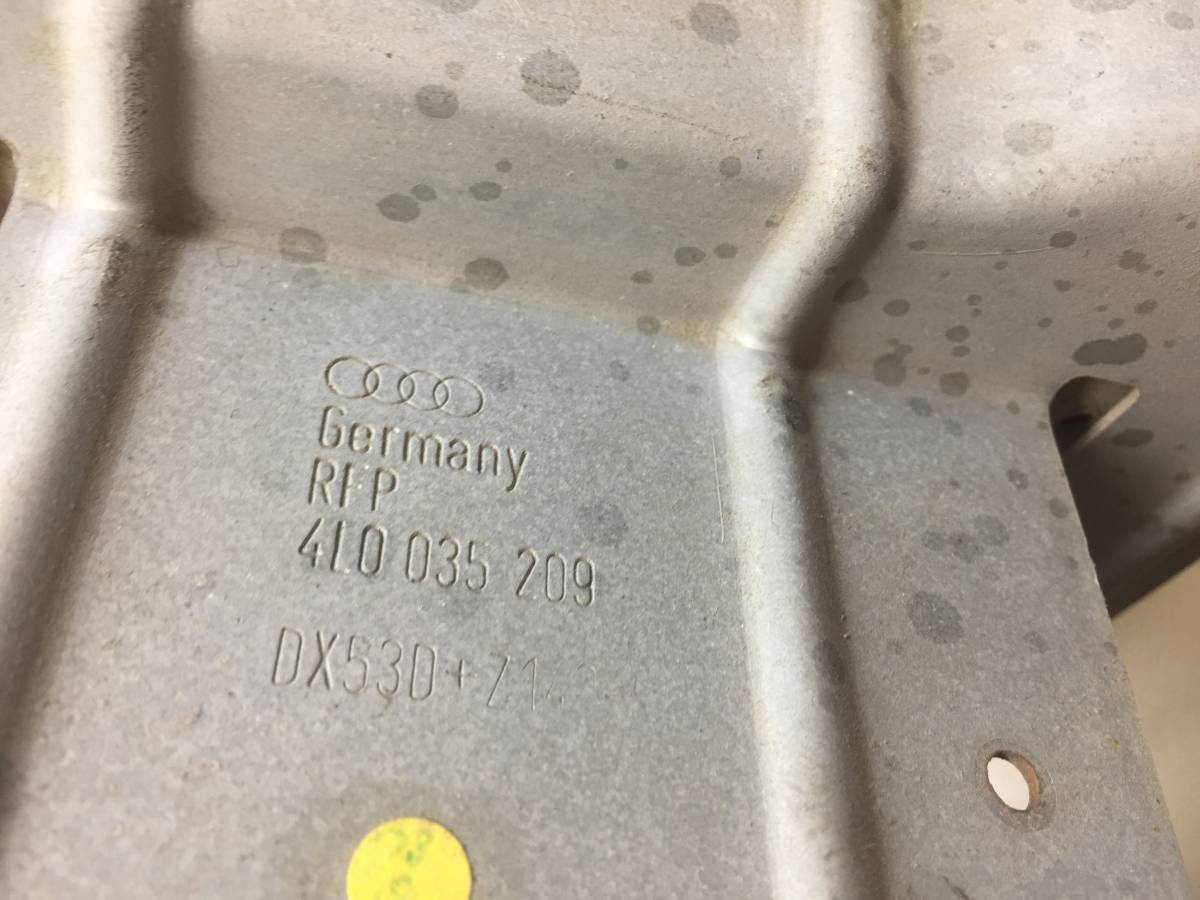 Germany
RFP
4L0 035 209
DX53D+Z1